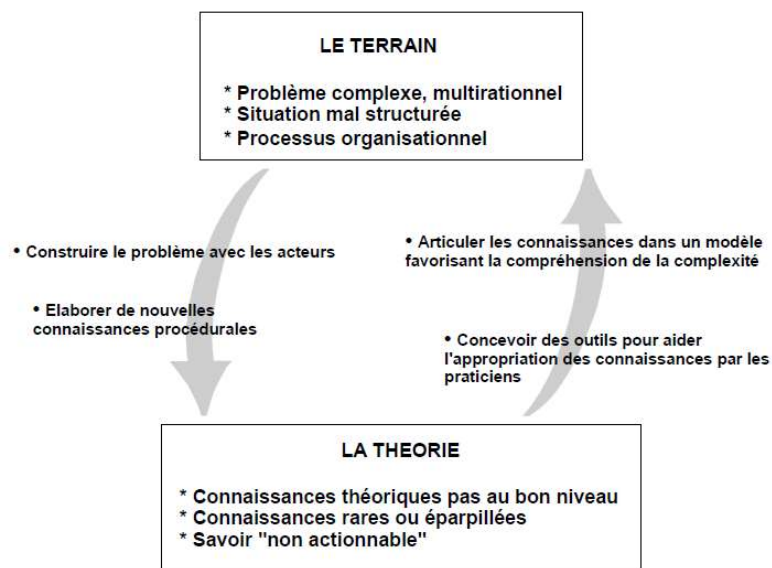 LE TERRAIN
* Problème complexe, multirationnel
* Situation mal structurée
* Processus organisationnel
• Construire le problème avec les acteurs
• Elaborer de nouvelles
connaissances procédurales
• Articuler les connaissances dans un modèle
favorisant la compréhension de la complexité
• Concevoir des outils pour aider
l'appropriation des connaissances par les
praticiens
LA THEORIE
* Connaissances théoriques pas au bon niveau
* Connaissances rares ou éparpillées
* Savoir "non actionnable"